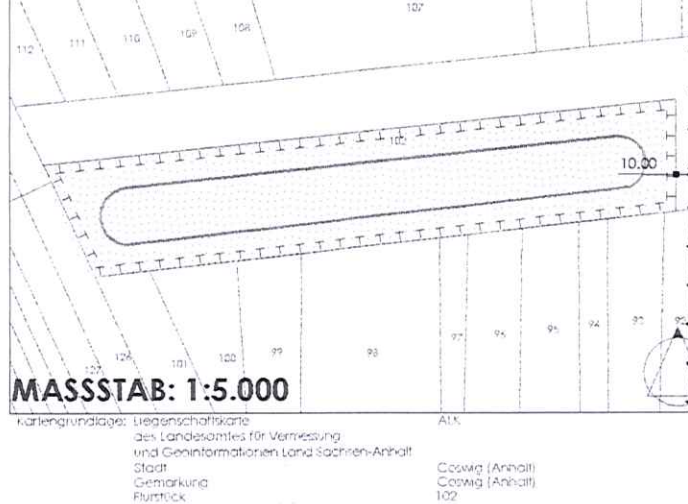 107
112 111 110 109 108
102
10.00
127 126 101 100 99 98 97 96 95 94 93
MASSSTAB: 1:5.000
Kartengrundlage: Liegenschaftskarte ALK
des Landesamtes für Vermessung
und Geoinformationen Land Sachsen-Anhalt
Stadt Coswig (Anhalt)
Gemarkung Coswig (Anhalt)
Flurstück 102